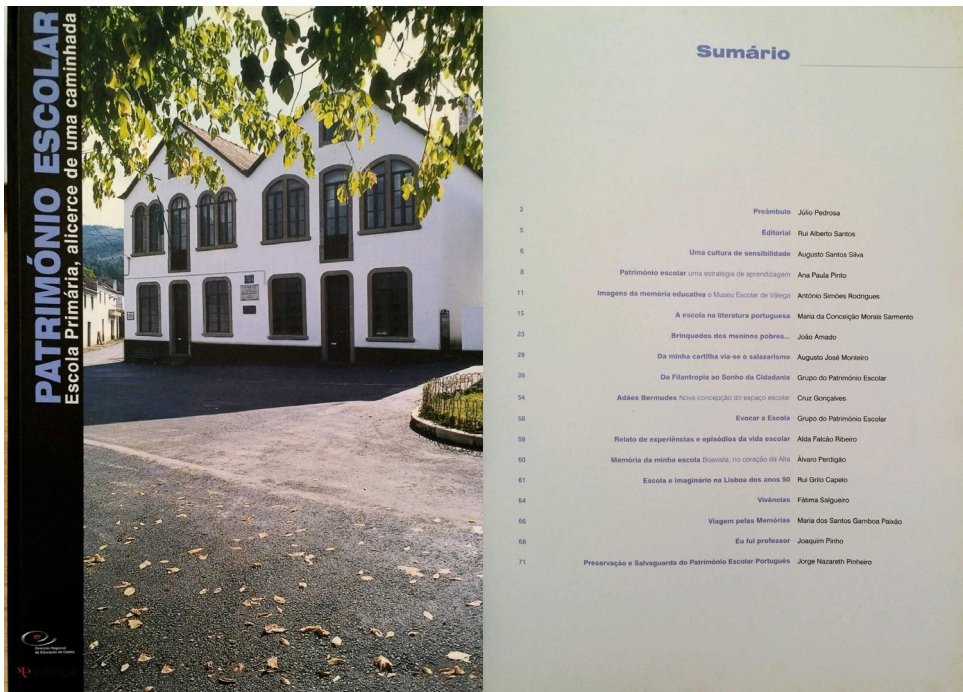 PATRIMÓNIO ESCOLAR
Escola Primária, alicerce de uma caminhada
Direcção Regional
de Educação do Centro
Sumário
3 Preâmbulo Júlio Pedrosa
5 Editorial Rui Alberto Santos
6 Uma cultura de sensibilidade Augusto Santos Silva
8 Património escolar uma estratégia de aprendizagem Ana Paula Pinto
11 Imagens da memória educativa o Museu Escolar de Válega António Simões Rodrigues
15 A escola na literatura portuguesa Maria da Conceição Morais Sarmento
23 Brinquedos dos meninos pobres... João Amado
29 Da minha cartilha via-se o salazarismo Augusto José Monteiro
39 Da Filantropia ao Sonho da Cidadania Grupo do Património Escolar
54 Adães Bermudes Nova concepção do espaço escolar Cruz Gonçalves
58 Evocar a Escola Grupo do Património Escolar
59 Relato de experiências e episódios da vida escolar Alda Falcão Ribeiro
60 Memória da minha escola Boavista, no coração da Alta Álvaro Perdigão
61 Escola e imaginário na Lisboa dos anos 50 Rui Grilo Capelo
64 Vivências Fátima Salgueiro
66 Viagem pelas Memórias Maria dos Santos Gamboa Paixão
68 Eu fui professor Joaquim Pinho
71 Preservação e Salvaguarda do Património Escolar Português Jorge Nazareth Pinheiro